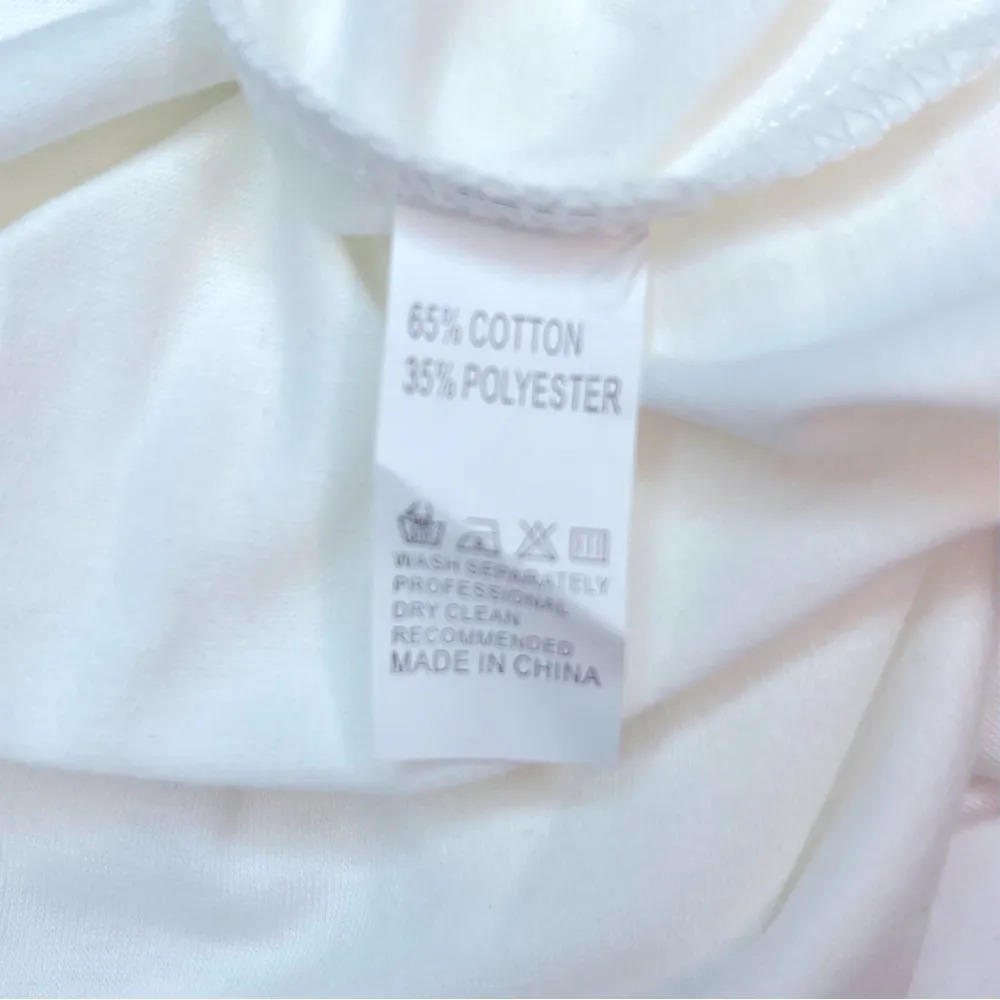 65% COTTON
35% POLYESTER
WASH SEPARATELY
PROFESSIONAL
DRY CLEAN
RECOMMENDED
MADE IN CHINA